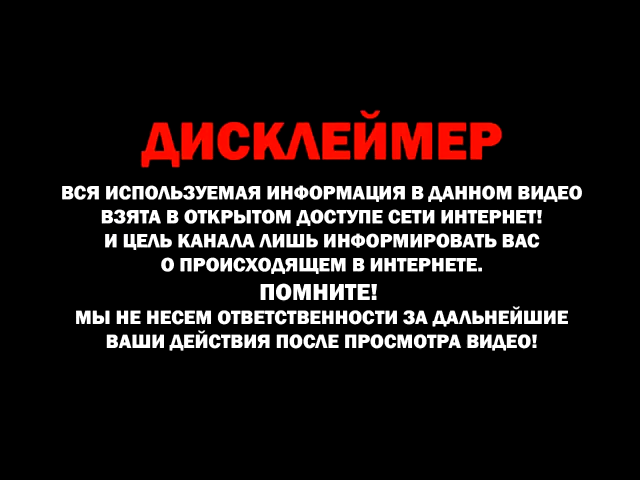 ДИСКЛЕЙМЕР
ВСЯ ИСПОЛЬЗУЕМАЯ ИНФОРМАЦИЯ В ДАННОМ ВИДЕО
ВЗЯТА В ОТКРЫТОМ ДОСТУПЕ СЕТИ ИНТЕРНЕТ!
И ЦЕЛЬ КАНАЛА ЛИШЬ ИНФОРМИРОВАТЬ ВАС
О ПРОИСХОДЯЩЕМ В ИНТЕРНЕТЕ.
ПОМНИТЕ!
МЫ НЕ НЕСЕМ ОТВЕТСТВЕННОСТИ ЗА ДАЛЬНЕЙШИЕ
ВАШИ ДЕЙСТВИЯ ПОСЛЕ ПРОСМОТРА ВИДЕО!